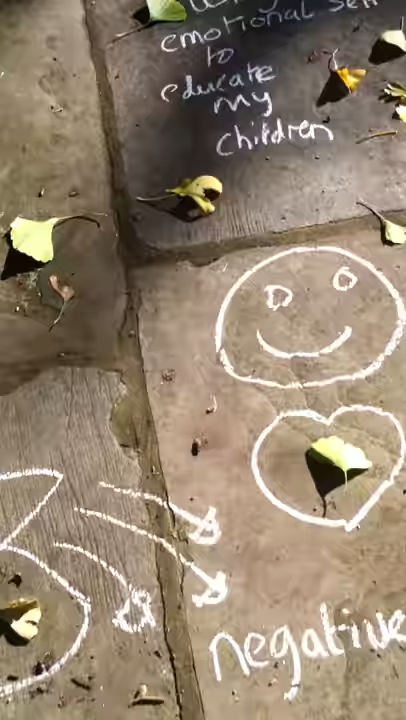 emotional self
to
educate
my
children
negative